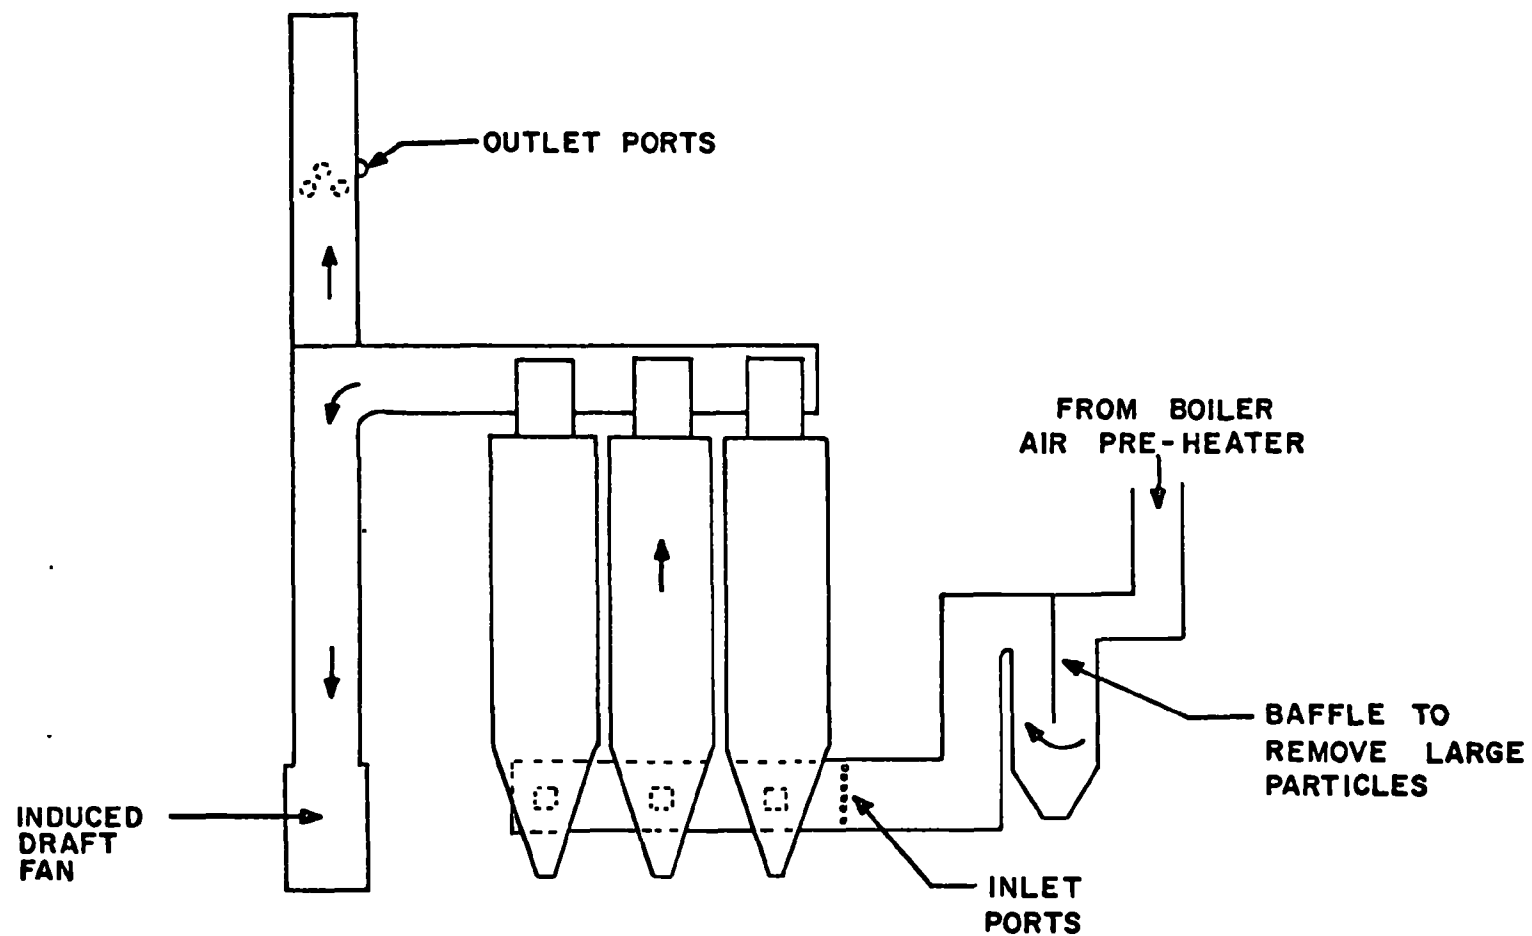 OUTLET PORTS
FROM BOILER
AIR PRE-HEATER
BAFFLE TO
REMOVE LARGE
PARTICLES
INDUCED
DRAFT
FAN
INLET
PORTS